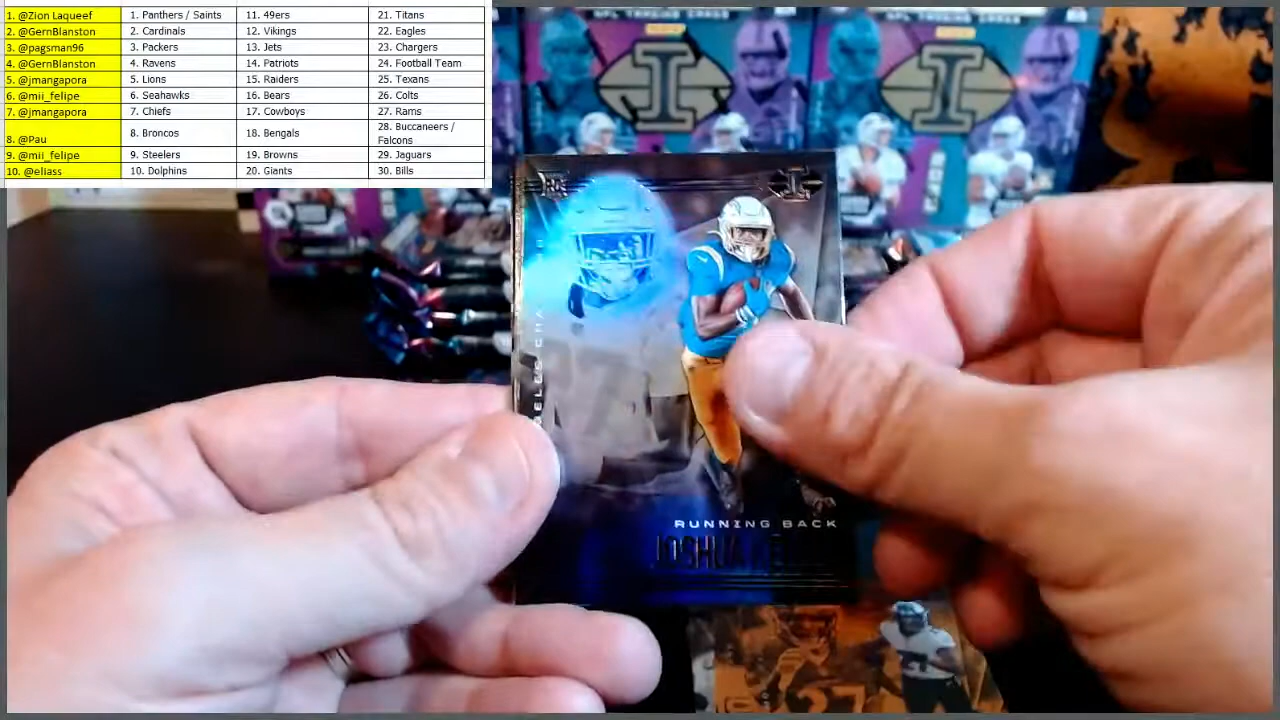 1. @Zion Laqueef 1. Panthers / Saints 11. 49ers 21. Titans
2. @GernBlanston 2. Cardinals 12. Vikings 22. Eagles
3. @pagsman96 3. Packers 13. Jets 23. Chargers
4. @GernBlanston 4. Ravens 14. Patriots 24. Football Team
5. @jmangapora 5. Lions 15. Raiders 25. Texans
6. @mii_felipe 6. Seahawks 16. Bears 26. Colts
7. @jmangapora 7. Chiefs 17. Cowboys 27. Rams
8. @Pau 8. Broncos 18. Bengals 28. Buccaneers / Falcons
9. @mii_felipe 9. Steelers 19. Browns 29. Jaguars
10. @eliass 10. Dolphins 20. Giants 30. Bills
NFL TRADING CARDS
RC
RUNNING BACK
JOSHUA